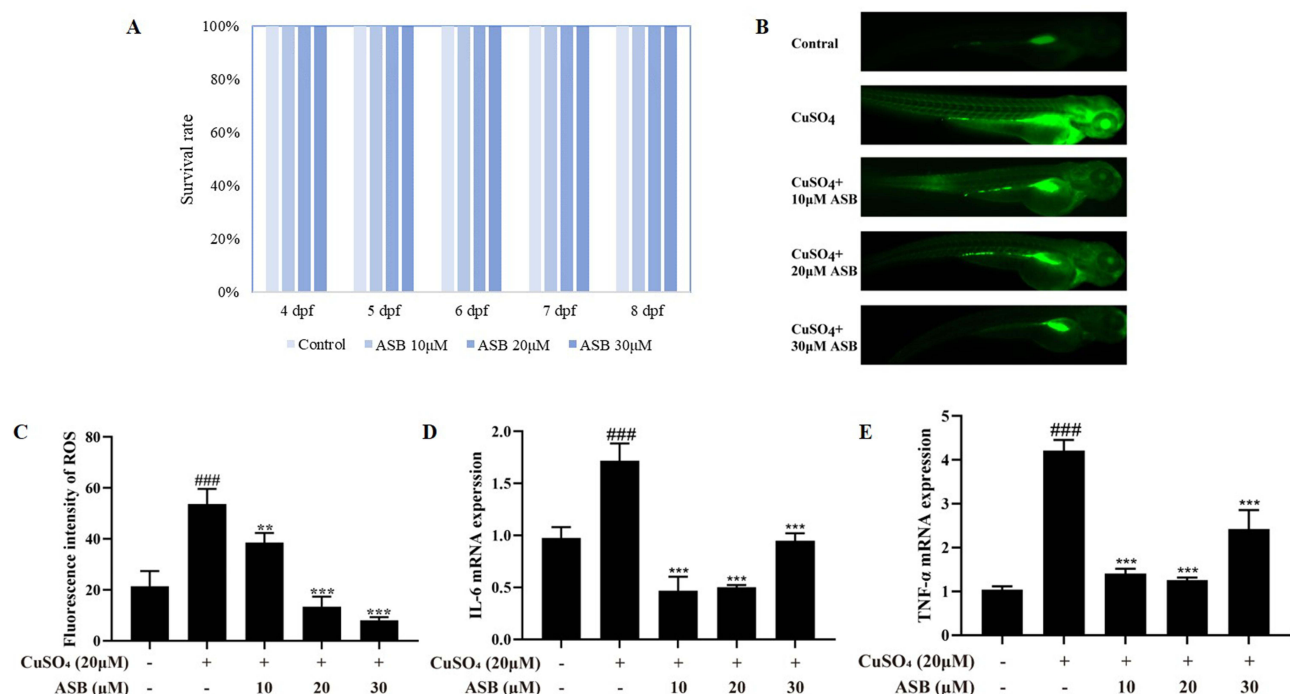 A
100%
80%
60%
40%
20%
0%
Survival rate
4 dpf 5 dpf 6 dpf 7 dpf 8 dpf
Control ASB 10μM ASB 20μM ASB 30μM
B
Contral
CuSO₄
CuSO₄+
10μM ASB
CuSO₄+
20μM ASB
CuSO₄+
30μM ASB
C
Fluorescence intensity of ROS
80
60
40
20
0
###
**
***
***
CuSO₄ (20μM) - + + + +
ASB (μM) - - 10 20 30
D
IL-6 mRNA experssion
2.0
1.5
1.0
0.5
0.0
###
***
***
***
CuSO₄ (20μM) - + + + +
ASB (μM) - - 10 20 30
E
TNF-α mRNA expression
5
4
3
2
1
0
###
***
***
***
CuSO₄ (20μM) - + + + +
ASB (μM) - - 10 20 30